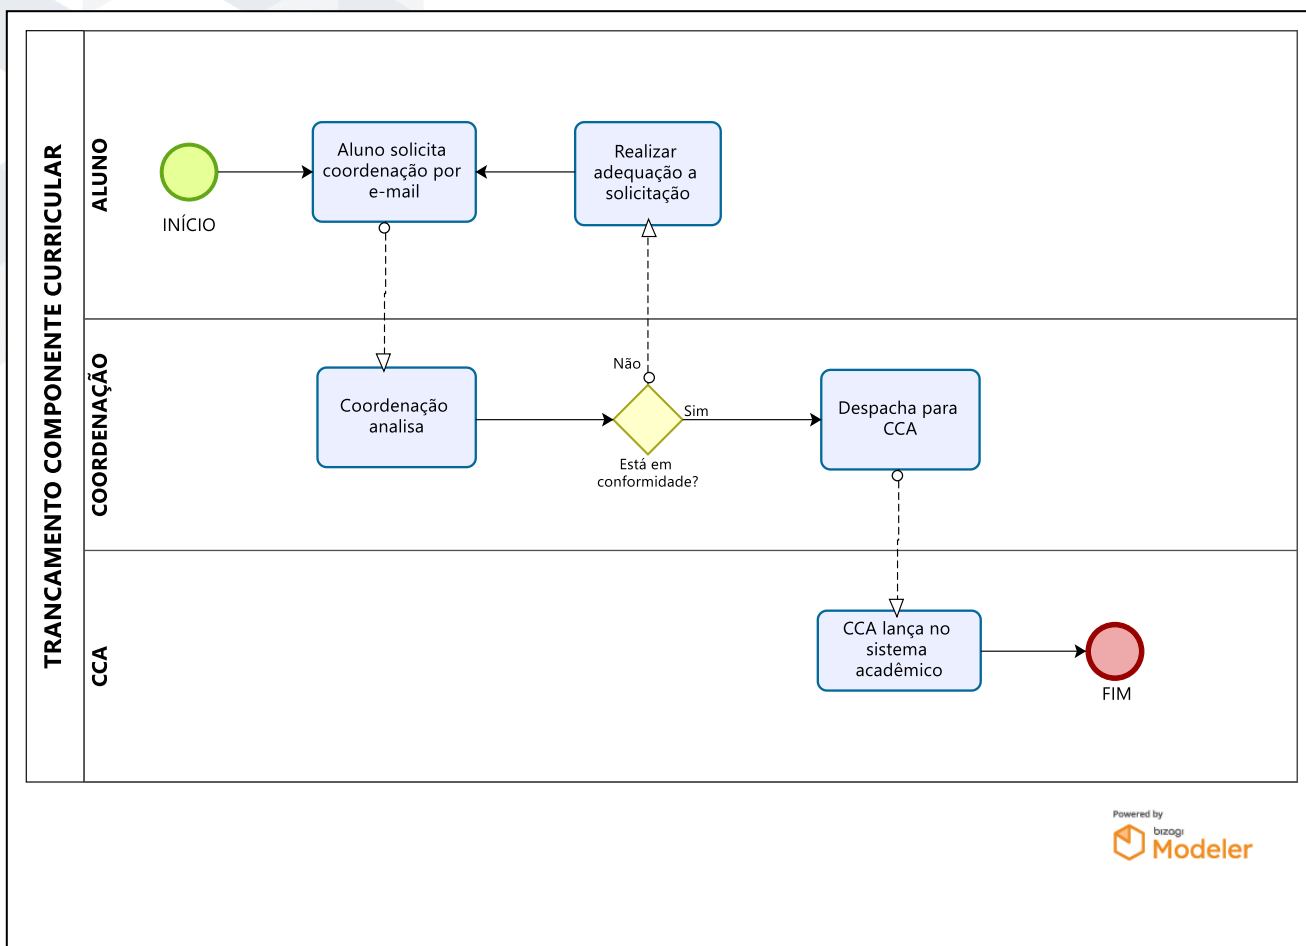 TRANCAMENTO COMPONENTE CURRICULAR
ALUNO
INÍCIO
Aluno solicita
coordenação por
e-mail
Realizar
adequação a
solicitação
COORDENAÇÃO
Coordenação
analisa
Não
Sim
Está em
conformidade?
Despacha para
CCA
CCA
CCA lança no
sistema
acadêmico
FIM
Powered by
bizagi
Modeler